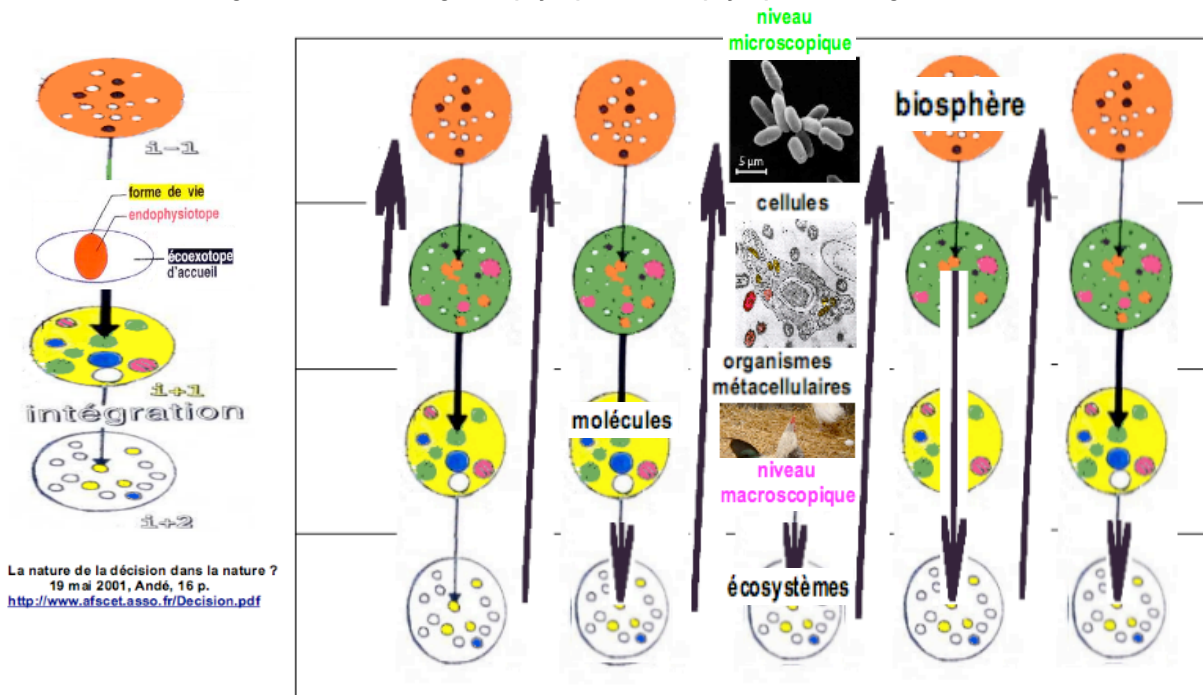 i-1
forme de vie
endophysiotope
écoexotope
d'accueil
i+1
intégration
i+2
La nature de la décision dans la nature ?
19 mai 2001, Andé, 16 p.
http://www.afscet.asso.fr/Decision.pdf
molécules
niveau
microscopique
5 µm
cellules
organismes
métacellulaires
niveau
macroscopique
écosystèmes
biosphère